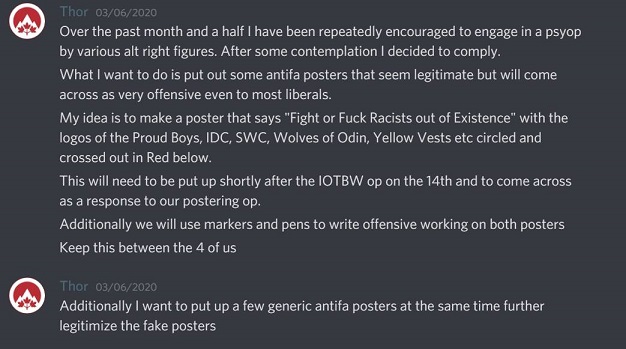 Thor 03/06/2020
Over the past month and a half I have been repeatedly encouraged to engage in a psyop
by various alt right figures. After some contemplation I decided to comply.
What I want to do is put out some antifa posters that seem legitimate but will come
across as very offensive even to most liberals.
My idea is to make a poster that says "Fight or Fuck Racists out of Existence" with the
logos of the Proud Boys, IDC, SWC, Wolves of Odin, Yellow Vests etc circled and
crossed out in Red below.
This will need to be put up shortly after the IOTBW op on the 14th and to come across
as a response to our postering op.
Additionally we will use markers and pens to write offensive working on both posters
Keep this between the 4 of us
Thor 03/06/2020
Additionally I want to put up a few generic antifa posters at the same time further
legitimize the fake posters